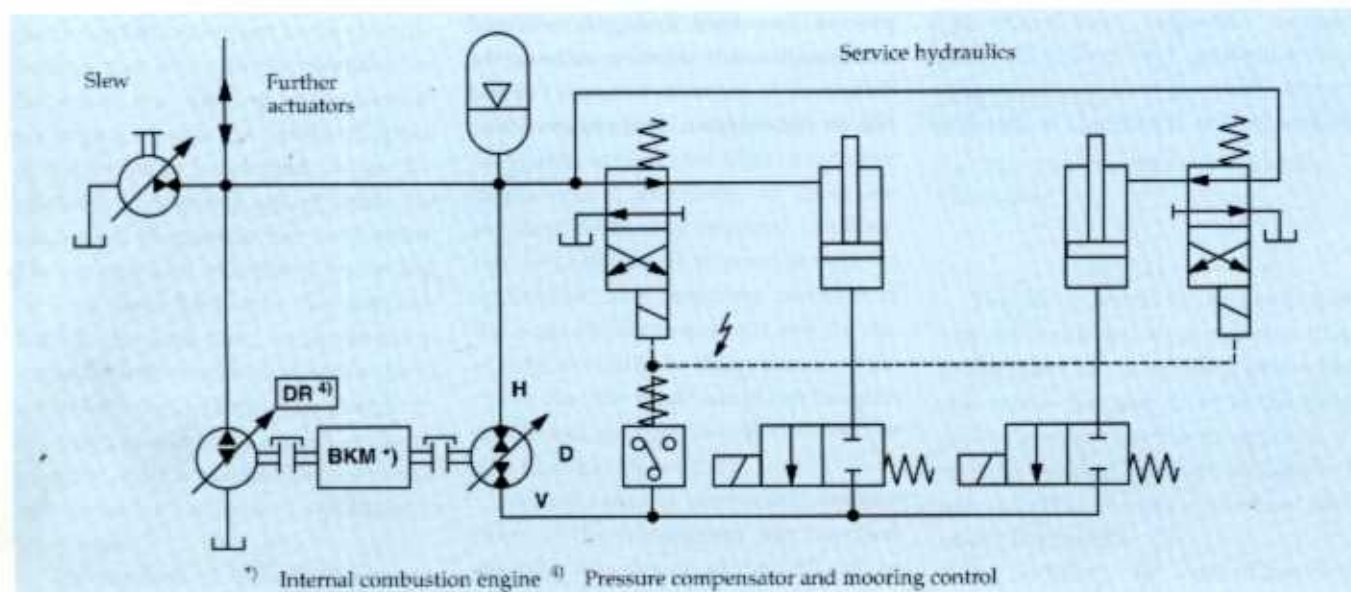 Slew
Further
actuators
Service hydraulics
DR 4)
H
BKM *)
D
V
*) Internal combustion engine 4) Pressure compensator and mooring control